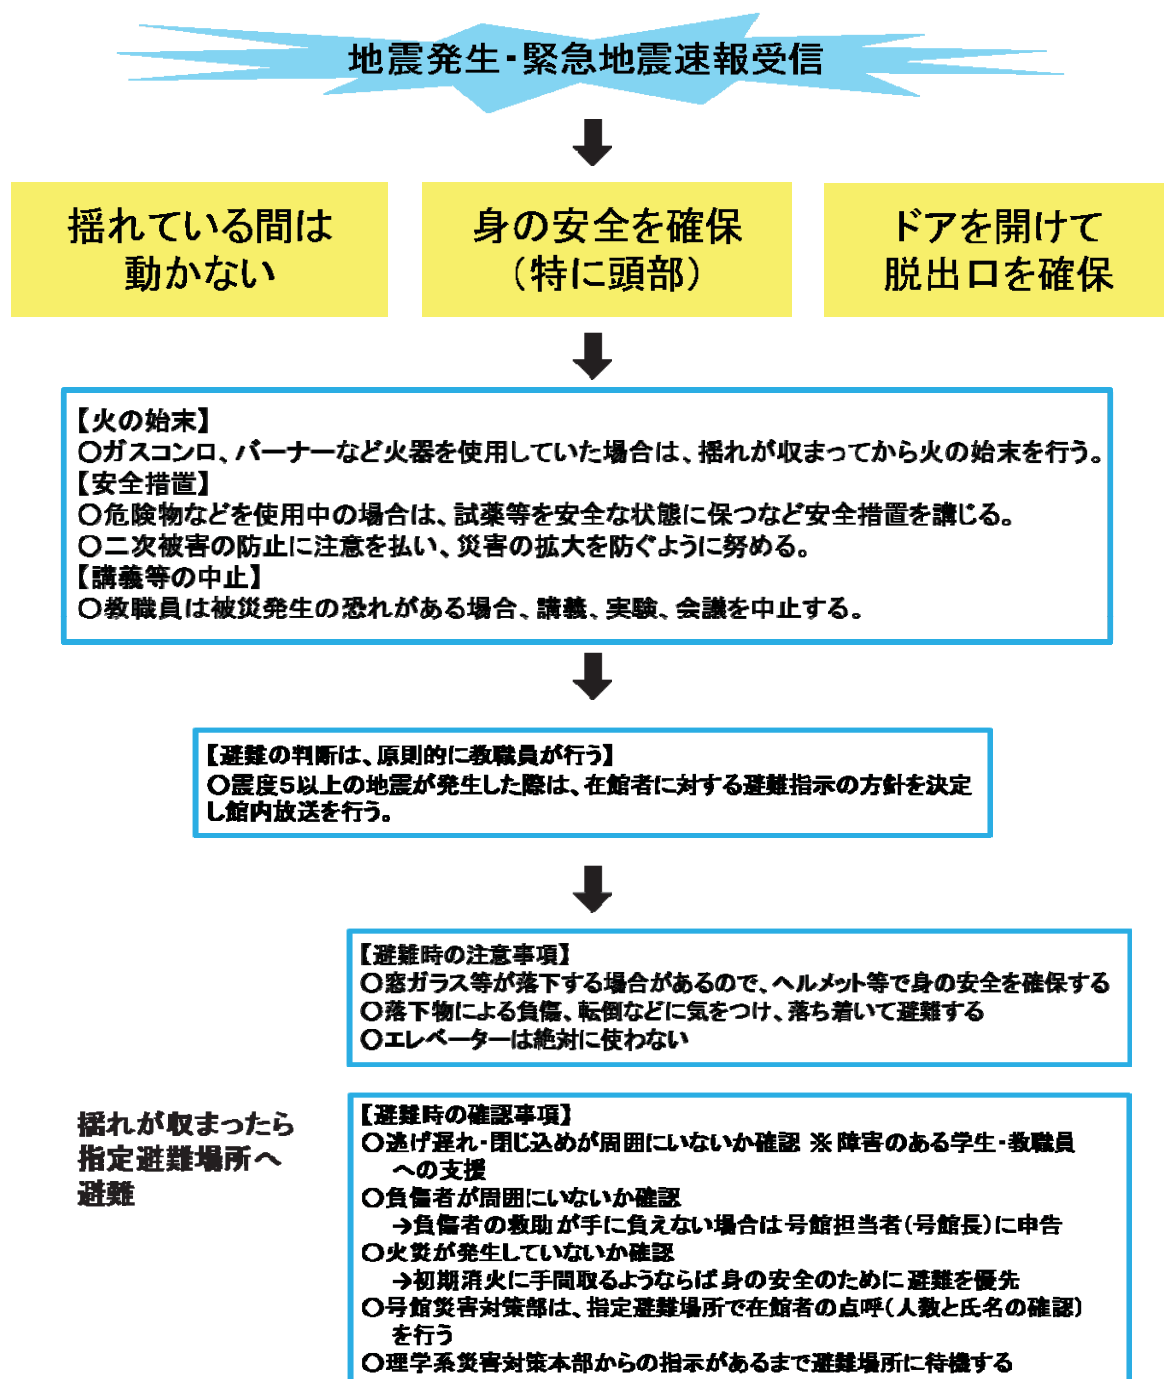 地震発生・緊急地震速報受信
揺れている間は
動かない
身の安全を確保
(特に頭部)
ドアを開けて
脱出口を確保
【火の始末】
〇ガスコンロ、バーナーなど火器を使用していた場合は、揺れが収まってから火の始末を行う。
【安全措置】
〇危険物などを使用中の場合は、試薬等を安全な状態に保つなど安全措置を講じる。
〇二次被害の防止に注意を払い、災害の拡大を防ぐように努める。
【講義等の中止】
〇教職員は被災発生の恐れがある場合、講義、実験、会議を中止する。
【避難の判断は、原則的に教職員が行う】
〇震度5以上の地震が発生した際は、在館者に対する避難指示の方針を決定
し館内放送を行う。
【避難時の注意事項】
〇窓ガラス等が落下する場合があるので、ヘルメット等で身の安全を確保する
〇落下物による負傷、転倒などに気をつけ、落ち着いて避難する
〇エレベーターは絶対に使わない
揺れが収まったら
指定避難場所へ
避難
【避難時の確認事項】
〇逃げ遅れ・閉じ込めが周囲にいないか確認 ※障害のある学生・教職員
への支援
〇負傷者が周囲にいないか確認
→負傷者の救助が手に負えない場合は号館担当者(号館長)に申告
〇火災が発生していないか確認
→初期消火に手間取るようならば身の安全のために避難を優先
〇号館災害対策部は、指定避難場所で在館者の点呼(人数と氏名の確認)
を行う
〇理学系災害対策本部からの指示があるまで避難場所に待機する